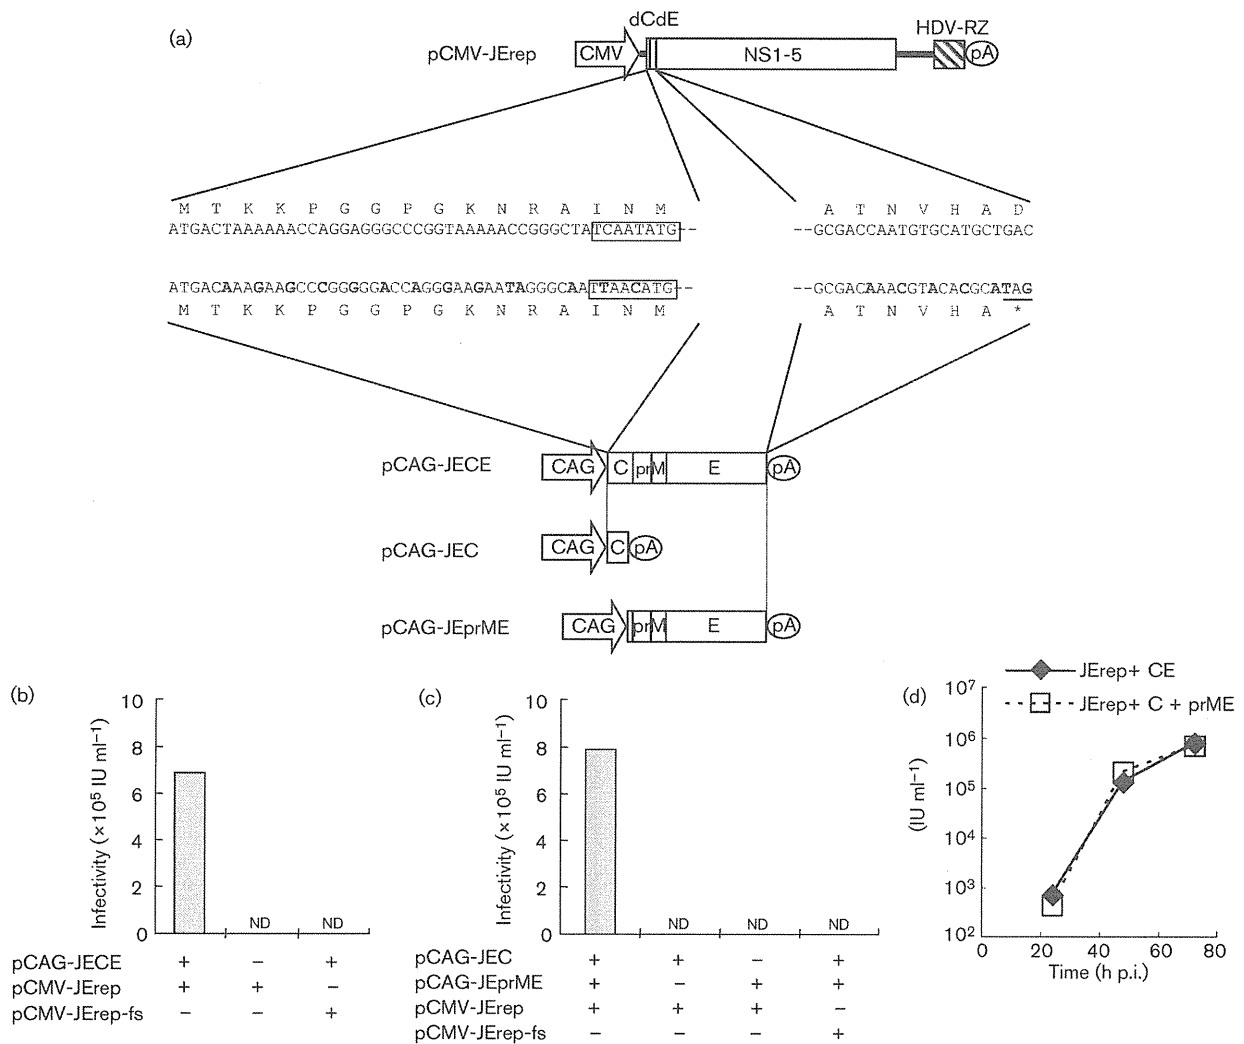 (a)
dCdE
HDV-RZ
pCMV-JErep
CMV
NS1-5
pA
M T K K P G G P G K N R A I N M A T N V H A D
ATGACTAAAAAACCAGGAGGGCCCGGTAAAAACCGGGCTATCAATATG-- --GCGACCAATGTGCATGCTGAC
ATGACAAAGAAGCCCGGGGGACCAGGGAAGAATAGGGCAATTAACATG-- --GCGACAAACGTACACGCATAG
M T K K P G G P G K N R A I N M A T N V H A *
pCAG-JECE
CAG
C
pr
M
E
pA
pCAG-JEC
CAG
C
pA
pCAG-JEprME
CAG
pr
M
E
pA
(b)
Infectivity (×10⁵ IU ml⁻¹)
10
8
6
4
2
0
ND ND
pCAG-JECE + − +
pCMV-JErep + + −
pCMV-JErep-fs − − +
(c)
Infectivity (×10⁵ IU ml⁻¹)
10
8
6
4
2
0
ND ND ND
pCAG-JEC + + − +
pCAG-JEprME + − + +
pCMV-JErep + + + −
pCMV-JErep-fs − − − +
(d)
JErep+ CE
JErep+ C + prME
(IU ml⁻¹)
10⁷
10⁶
10⁵
10⁴
10³
10²
0 20 40 60 80
Time (h p.i.)